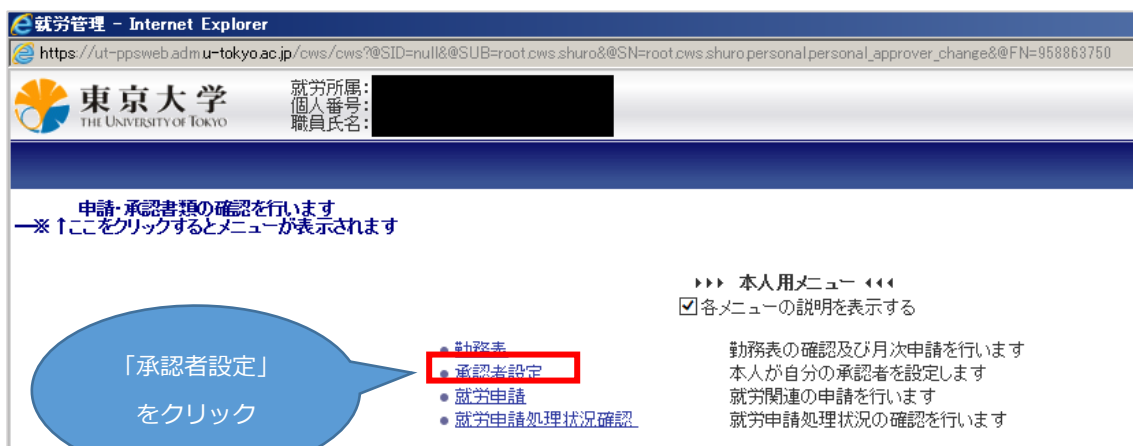 就労管理 - Internet Explorer
https://ut-ppsweb.adm.u-tokyo.ac.jp/cws/cws?@SID=null&@SUB=root.cws.shuro&@SN=root.cws.shuro.personal.personal_approver_change&@FN=958863750
東京大学
THE UNIVERSITY OF TOKYO
就労所属:
個人番号:
職員氏名:
申請・承認書類の確認を行います
―※↑ここをクリックするとメニューが表示されます
本人用メニュー
各メニューの説明を表示する
勤務表 勤務表の確認及び月次申請を行います
承認者設定 本人が自分の承認者を設定します
就労申請 就労関連の申請を行います
就労申請処理状況確認 就労申請処理状況の確認を行います
「承認者設定」
をクリック